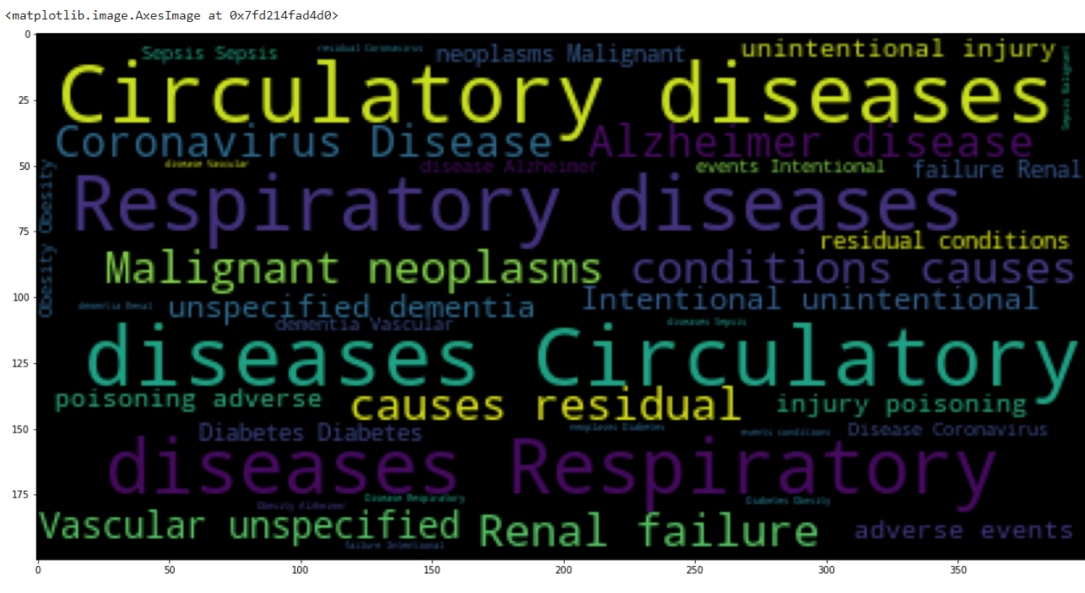 <matplotlib.image.AxesImage at 0x7fd214fad4d0>
0
Sepsis Sepsis
residual Coronavirus
neoplasms Malignant
unintentional injury
Sepsis Malignant
Circulatory diseases
25
Coronavirus Disease
Alzheimer disease
50
disease Vascular
disease Alzheimer
events Intentional
failure Renal
Obesity Obesity
Respiratory diseases
75
residual conditions
Malignant neoplasms
conditions causes
100
dementia Renal
unspecified dementia
Intentional unintentional
dementia Vascular
diseases Sepsis
diseases Circulatory
125
poisoning adverse
causes residual
injury poisoning
150
Diabetes Diabetes
neoplasms Diabetes
events conditions
Disease Coronavirus
diseases Respiratory
175
Obesity Alzheimer
Disease Respiratory
Diabetes Obesity
Vascular unspecified
Renal failure
adverse events
failure Intentional
0 50 100 150 200 250 300 350